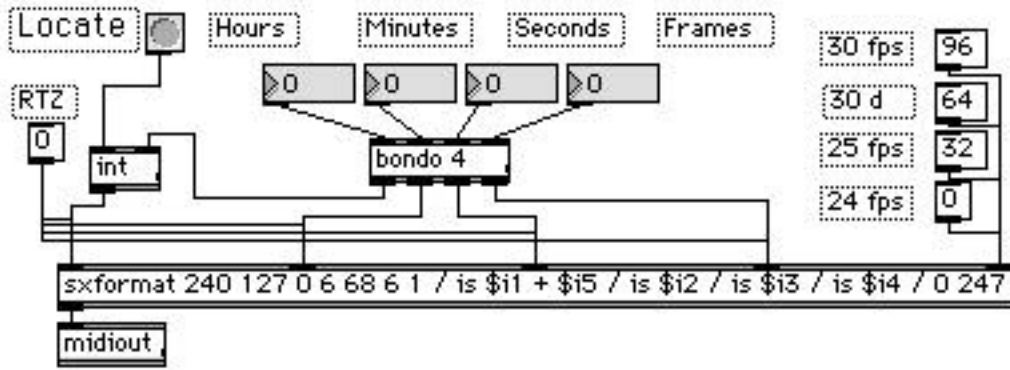 Locate
Hours
Minutes
Seconds
Frames
30 fps
96
0
0
0
0
RTZ
30 d
64
0
int
bondo 4
25 fps
32
24 fps
0
sxformat 240 127 0 6 68 6 1 / is $i1 + $i5 / is $i2 / is $i3 / is $i4 / 0 247
midiout